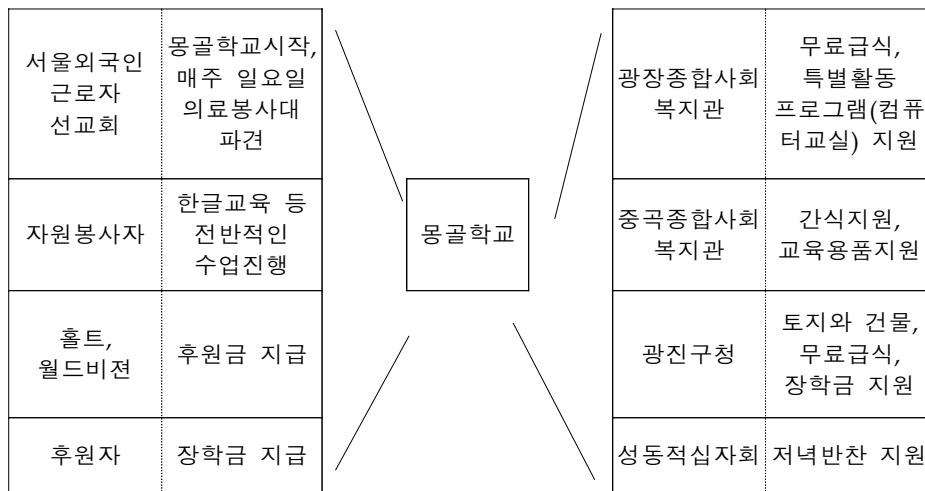 서울외국인
근로자
선교회
몽골학교시작,
매주 일요일
의료봉사대
파견
자원봉사자
한글교육 등
전반적인
수업진행
홀트,
월드비젼
후원금 지급
후원자
장학금 지급
몽골학교
광장종합사회
복지관
무료급식,
특별활동
프로그램(컴퓨
터교실) 지원
중곡종합사회
복지관
간식지원,
교육용품지원
광진구청
토지와 건물,
무료급식,
장학금 지원
성동적십자회
저녁반찬 지원